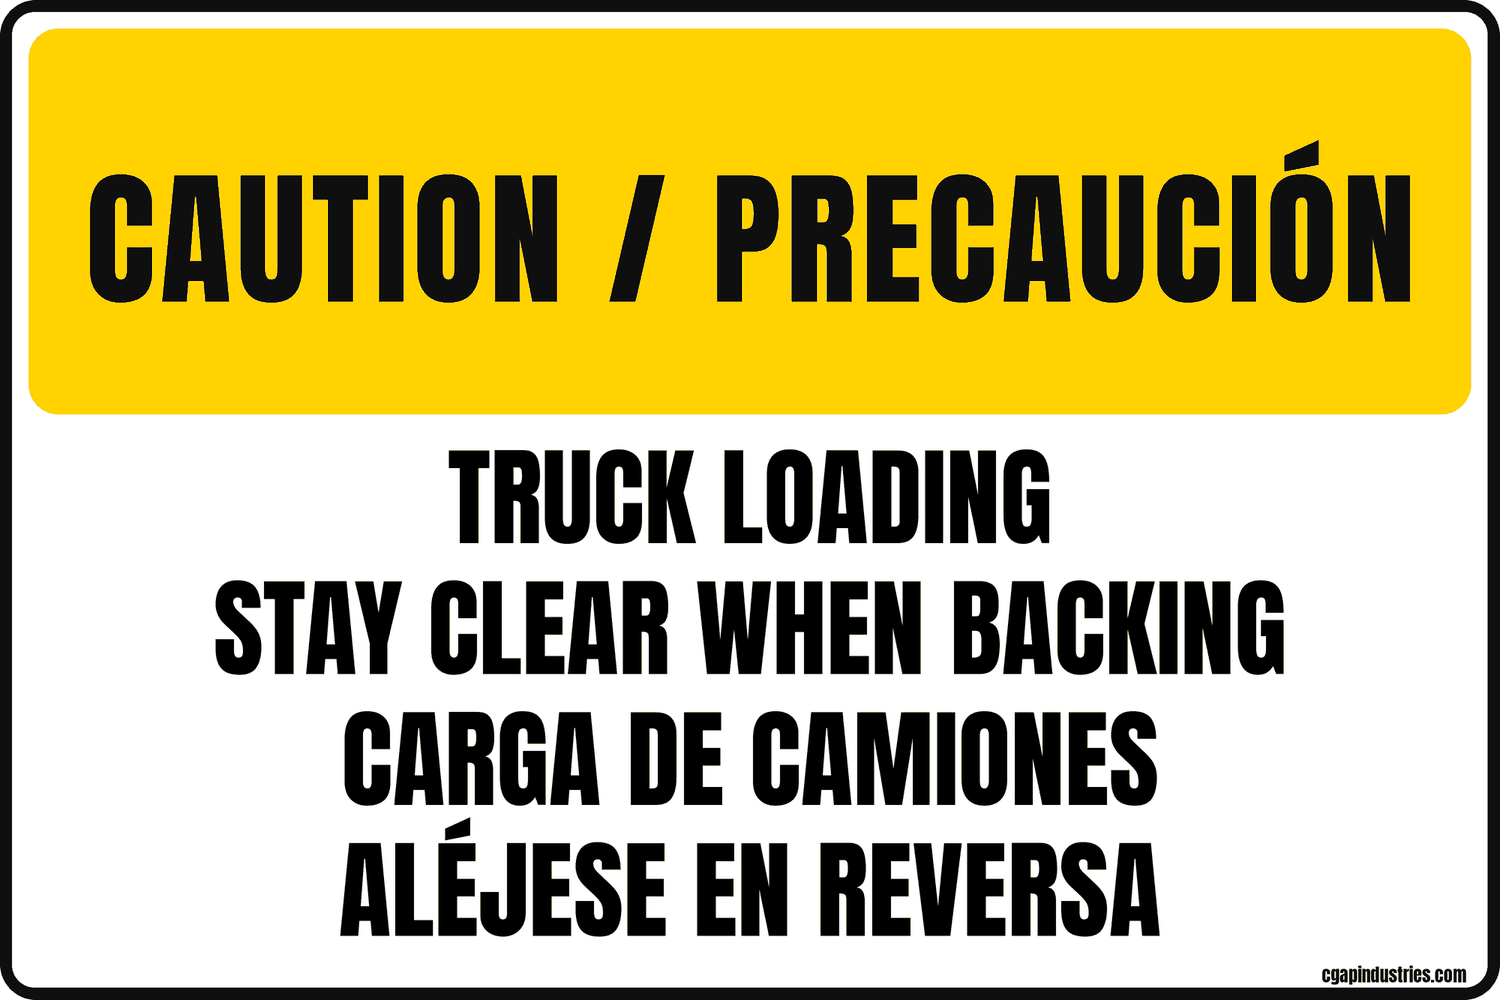 CAUTION / PRECAUCIÓN
TRUCK LOADING
STAY CLEAR WHEN BACKING
CARGA DE CAMIONES
ALÉJESE EN REVERSA
cgapindustries.com